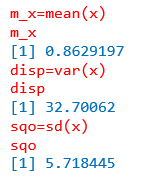 m_x=mean(x)
m_x
[1] 0.8629197
disp=var(x)
disp
[1] 32.70062
sqo=sd(x)
sqo
[1] 5.718445